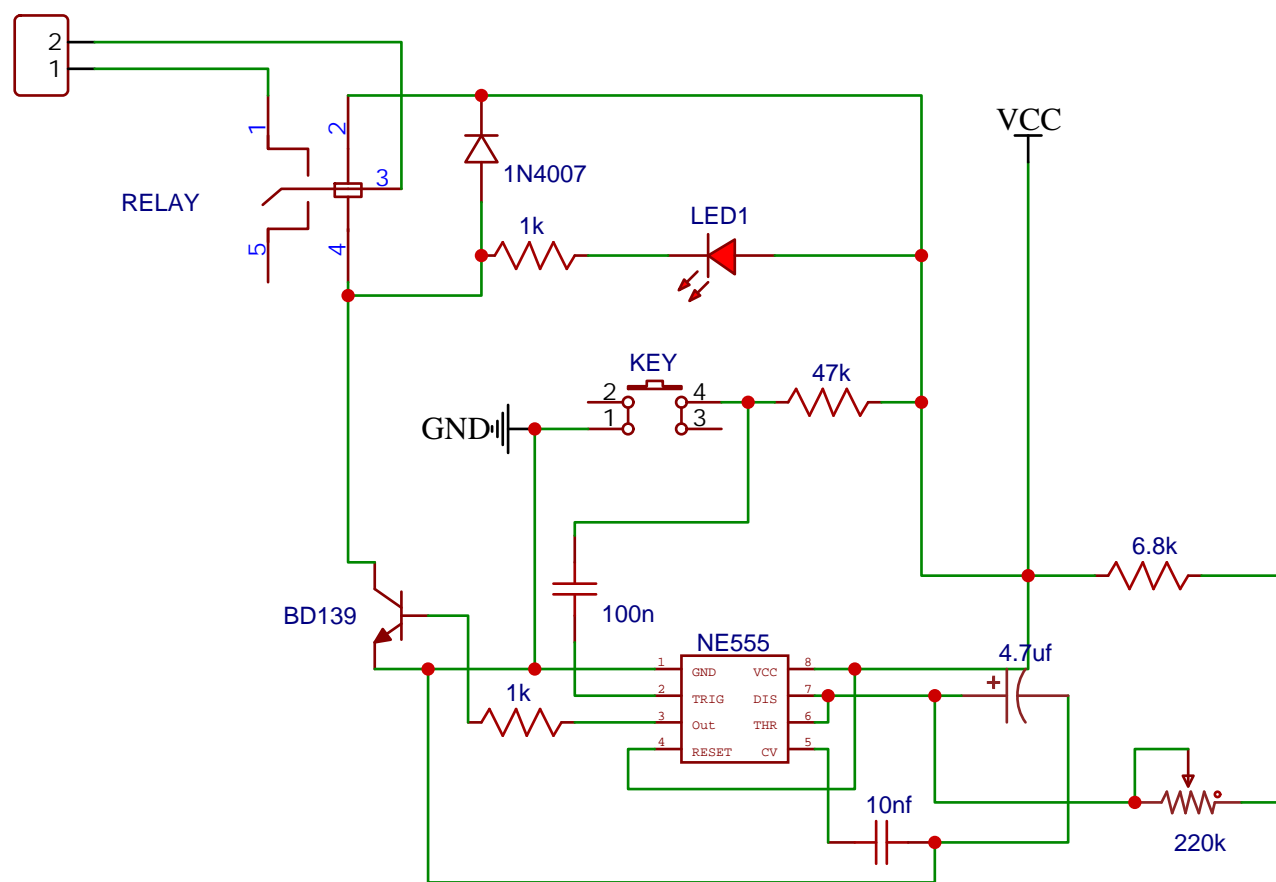 2
1
VCC
1
2
1N4007
3
RELAY
1k
LED1
5
4
KEY
47k
2
4
GND
1
3
6.8k
BD139
100n
NE555
4.7uf
1
GND
VCC
8
+
1k
2
TRIG
DIS
7
3
Out
THR
6
4
RESET
CV
5
10nf
220k